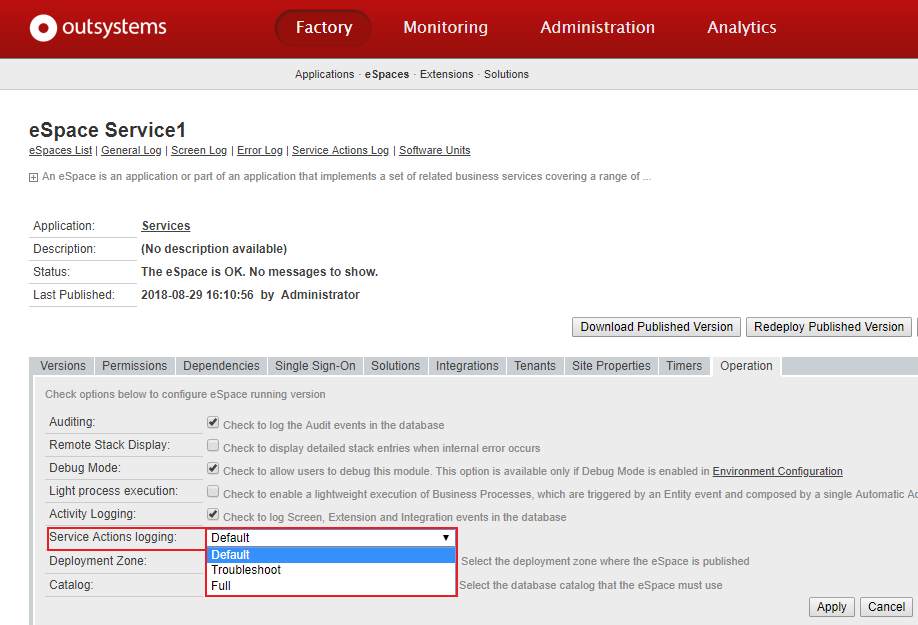 outsystems
Factory Monitoring Administration Analytics
Applications · eSpaces · Extensions · Solutions
eSpace Service1
eSpaces List | General Log | Screen Log | Error Log | Service Actions Log | Software Units
An eSpace is an application or part of an application that implements a set of related business services covering a range of ...
Application: Services
Description: (No description available)
Status: The eSpace is OK. No messages to show.
Last Published: 2018-08-29 16:10:56 by Administrator
Download Published Version Redeploy Published Version
Versions Permissions Dependencies Single Sign-On Solutions Integrations Tenants Site Properties Timers Operation
Check options below to configure eSpace running version
Auditing: Check to log the Audit events in the database
Remote Stack Display: Check to display detailed stack entries when internal error occurs
Debug Mode: Check to allow users to debug this module. This option is available only if Debug Mode is enabled in Environment Configuration
Light process execution: Check to enable a lightweight execution of Business Processes, which are triggered by an Entity event and composed by a single Automatic
Activity Logging: Check to log Screen, Extension and Integration events in the database
Service Actions logging: Default
Default
Deployment Zone: Select the deployment zone where the eSpace is published
Troubleshoot
Catalog: Select the database catalog that the eSpace must use
Full
Apply Cancel